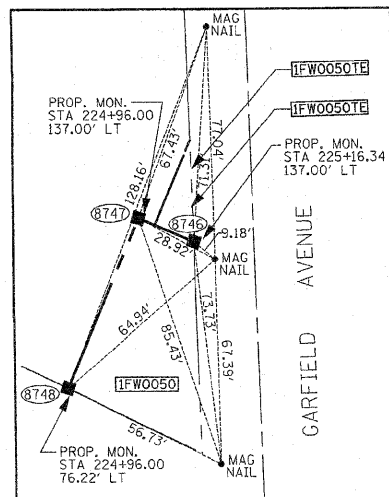 MAG
NAIL
1FW0050TE
1FW0050TE
PROP. MON.
STA 224+96.00
137.00' LT
PROP. MON.
STA 225+16.34
137.00' LT
67.43'
77.04'
71.3
128.16'
8747
8746
28.92'
9.18'
MAG
NAIL
64.94'
85.43'
73.73'
67.39'
GARFIELD AVENUE
8748
1FW0050
56.73'
PROP. MON.
STA 224+96.00
76.22' LT
MAG
NAIL